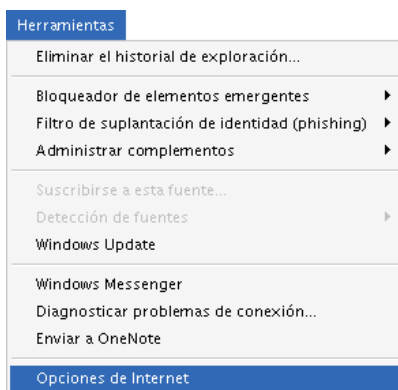 Herramientas
Eliminar el historial de exploración...
Bloqueador de elementos emergentes
Filtro de suplantación de identidad (phishing)
Administrar complementos
Suscribirse a esta fuente...
Detección de fuentes
Windows Update
Windows Messenger
Diagnosticar problemas de conexión...
Enviar a OneNote
Opciones de Internet